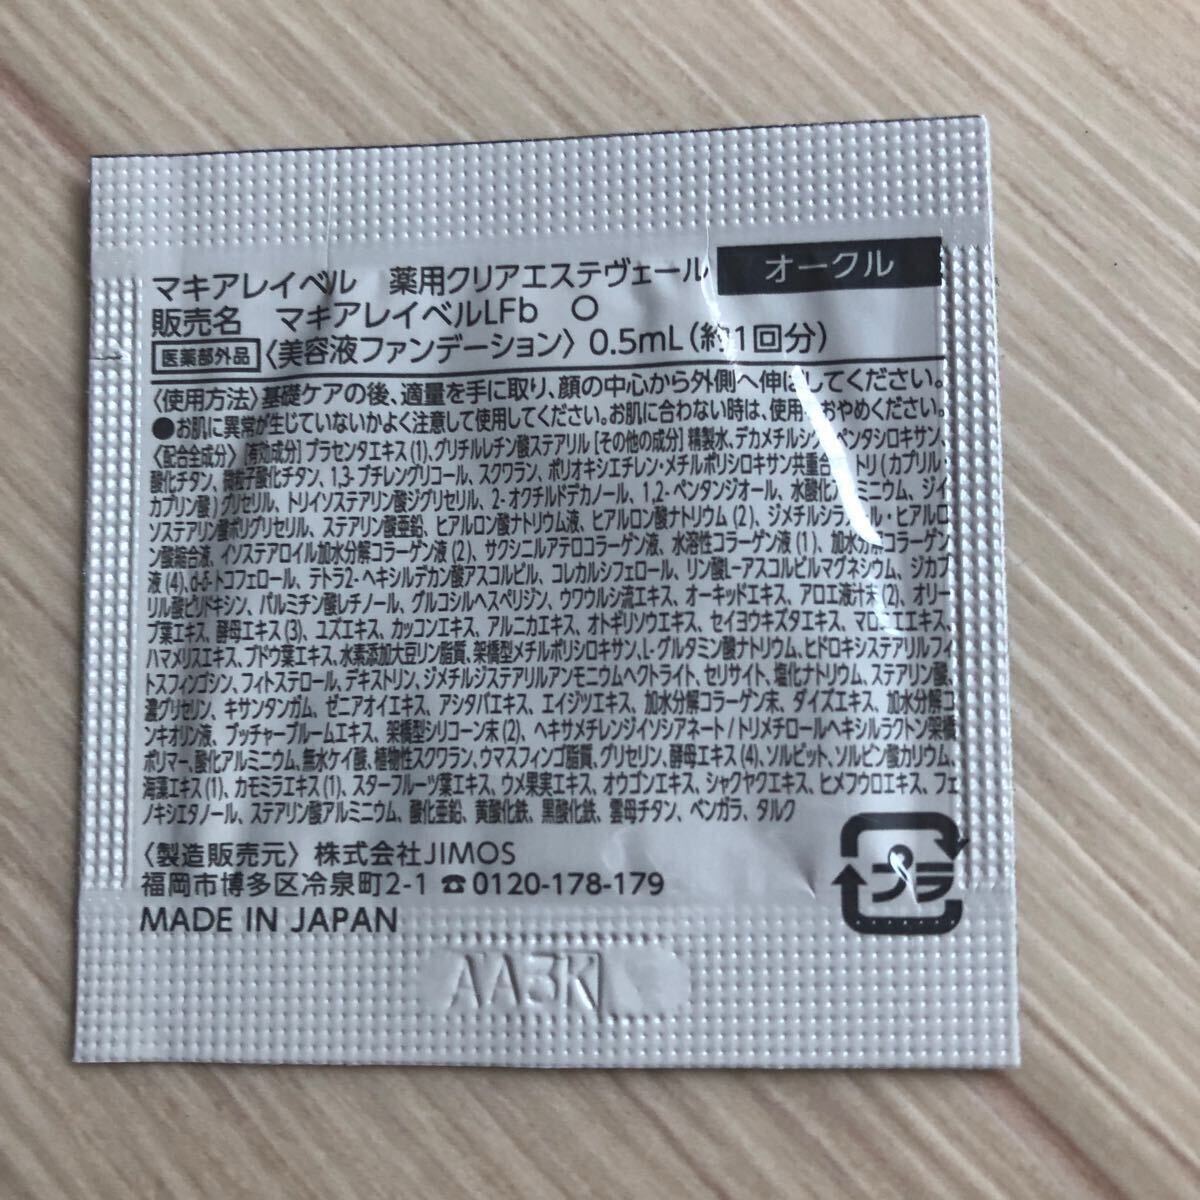 マキアレイベル 薬用クリアエステヴェール オークル
販売名 マキアレイベルLFb O
医薬部外品 〈美容液ファンデーション〉 0.5mL(約1回分)
〈使用方法〉基礎ケアの後、適量を手に取り、顔の中心から外側へ伸ばしてください。
●お肌に異常が生じていないかよく注意して使用してください。お肌に合わない時は、使用をおやめください。
〈配合全成分〉[有効成分]プラセンタエキス(1)、グリチルレチン酸ステアリル[その他の成分]精製水、デカメチルシクロペンタシロキサン、
酸化チタン、微粒子酸化チタン、1,3-ブチレングリコール、スクワラン、ポリオキシエチレン・メチルポリシロキサン共重合体、トリ(カプリル・
カプリン酸)グリセリル、トリイソステアリン酸ジグリセリル、2-オクチルドデカノール、1,2-ペンタンジオール、水酸化アルミニウム、ジイ
ソステアリン酸ポリグリセリル、ステアリン酸亜鉛、ヒアルロン酸ナトリウム液、ヒアルロン酸ナトリウム(2)、ジメチルシラノール・ヒアルロ
ン酸縮合液、イソステアロイル加水分解コラーゲン液(2)、サクシニルアテロコラーゲン液、水溶性コラーゲン液(1)、加水分解コラーゲン
液(4)、d-δ-トコフェロール、テトラ2-ヘキシルデカン酸アスコルビル、コレカルシフェロール、リン酸L-アスコルビルマグネシウム、ジカプ
リル酸ピリドキシン、パルミチン酸レチノール、グルコシルヘスペリジン、ウワウルシ流エキス、オーキッドエキス、アロエ液汁末(2)、オリー
ブ葉エキス、酵母エキス(3)、ユズエキス、カッコンエキス、アルニカエキス、オトギリソウエキス、セイヨウキズタエキス、マロニエエキス、
ハマメリスエキス、ブドウ葉エキス、水素添加大豆リン脂質、架橋型メチルポリシロキサン、L-グルタミン酸ナトリウム、ヒドロキシステアリルフィ
トスフィンゴシン、フィトステロール、デキストリン、ジメチルジステアリルアンモニウムヘクトライト、セリサイト、塩化ナトリウム、ステアリン酸、
濃グリセリン、キサンタンガム、ゼニアオイエキス、アシタバエキス、エイジツエキス、加水分解コラーゲン末、ダイズエキス、加水分解コ
ンキオリン液、ブッチャーブルームエキス、架橋型シリコーン末(2)、ヘキサメチレンジイソシアネート/トリメチロールヘキシルラクトン架橋
ポリマー、酸化アルミニウム、無水ケイ酸、植物性スクワラン、ウマスフィンゴ脂質、グリセリン、酵母エキス(4)、ソルビット、ソルビン酸カリウム、
海藻エキス(1)、カモミラエキス(1)、スターフルーツ葉エキス、ウメ果実エキス、オウゴンエキス、シャクヤクエキス、ヒメフウロエキス、フェ
ノキシエタノール、ステアリン酸アルミニウム、酸化亜鉛、黄酸化鉄、黒酸化鉄、雲母チタン、ベンガラ、タルク
〈製造販売元〉株式会社JIMOS
福岡市博多区冷泉町2-1 ☎0120-178-179
MADE IN JAPAN
プラ
AA3K